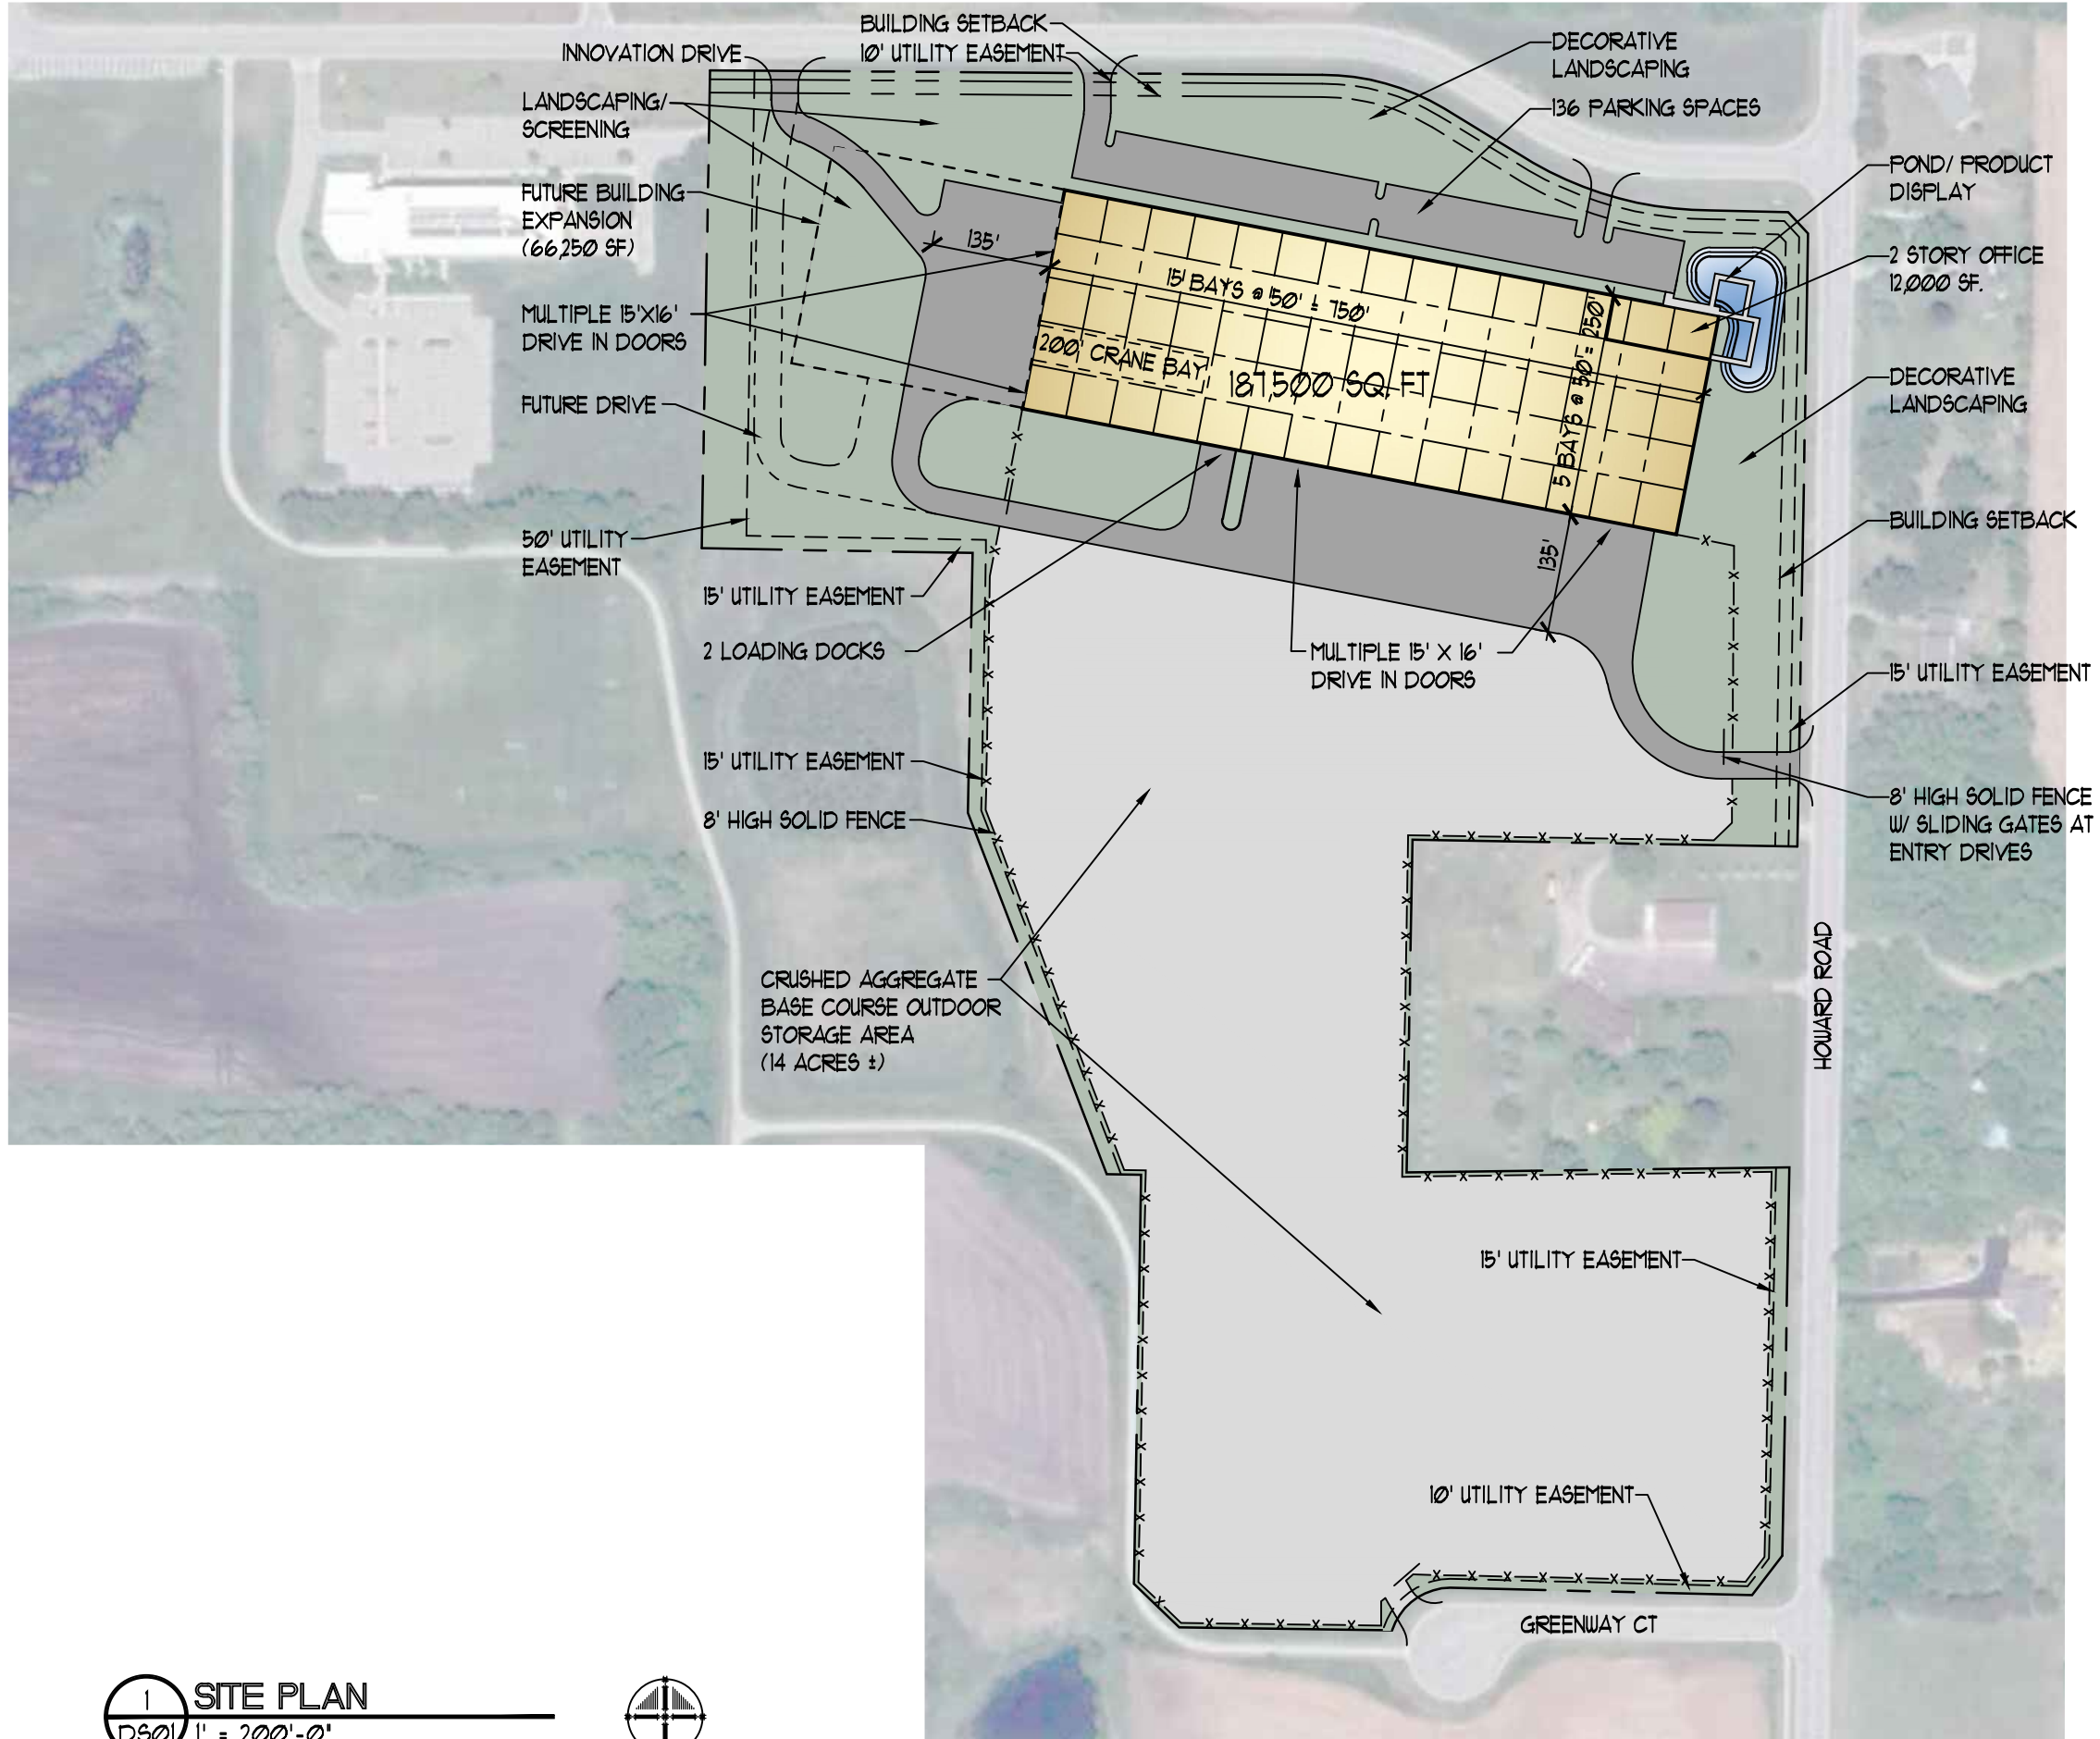 BUILDING SETBACK
10' UTILITY EASEMENT
INNOVATION DRIVE
DECORATIVE
LANDSCAPING
LANDSCAPING/
SCREENING
136 PARKING SPACES
POND/ PRODUCT
DISPLAY
FUTURE BUILDING
EXPANSION
(66,250 SF)
135'
2 STORY OFFICE
12,000 SF.
15 BAYS @ 50' = 750'
MULTIPLE 15'X16'
DRIVE IN DOORS
200' CRANE BAY
187,500 SQ. FT
5 BAYS @ 50' = 250'
DECORATIVE
LANDSCAPING
FUTURE DRIVE
50' UTILITY
EASEMENT
BUILDING SETBACK
135'
15' UTILITY EASEMENT
2 LOADING DOCKS
MULTIPLE 15' X 16'
DRIVE IN DOORS
15' UTILITY EASEMENT
15' UTILITY EASEMENT
8' HIGH SOLID FENCE
8' HIGH SOLID FENCE
W/ SLIDING GATES AT
ENTRY DRIVES
HOWARD ROAD
CRUSHED AGGREGATE
BASE COURSE OUTDOOR
STORAGE AREA
(14 ACRES ±)
15' UTILITY EASEMENT
10' UTILITY EASEMENT
GREENWAY CT
1
SITE PLAN
DS01
1" = 200'-0"